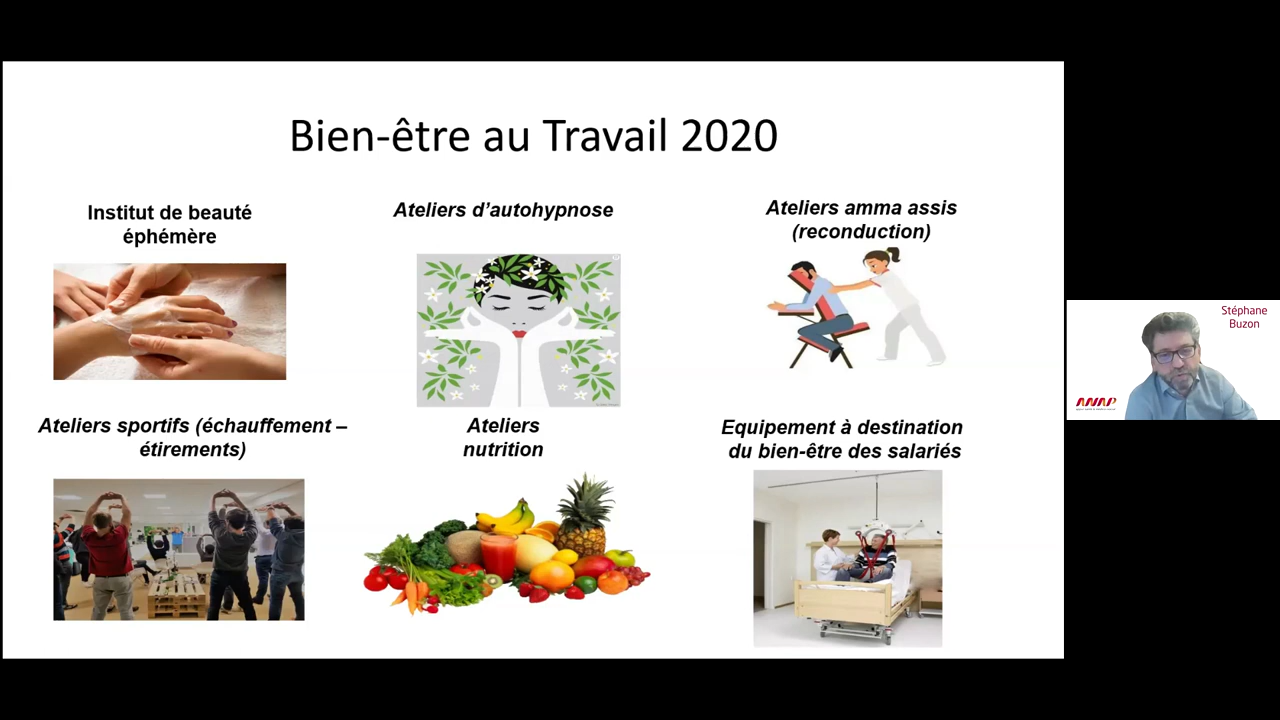 Bien-être au Travail 2020
Institut de beauté
éphémère
Ateliers d’autohypnose
Ateliers amma assis
(reconduction)
Ateliers sportifs (échauffement –
étirements)
Ateliers
nutrition
Equipement à destination
du bien-être des salariés
Stéphane
Buzon
ANAP